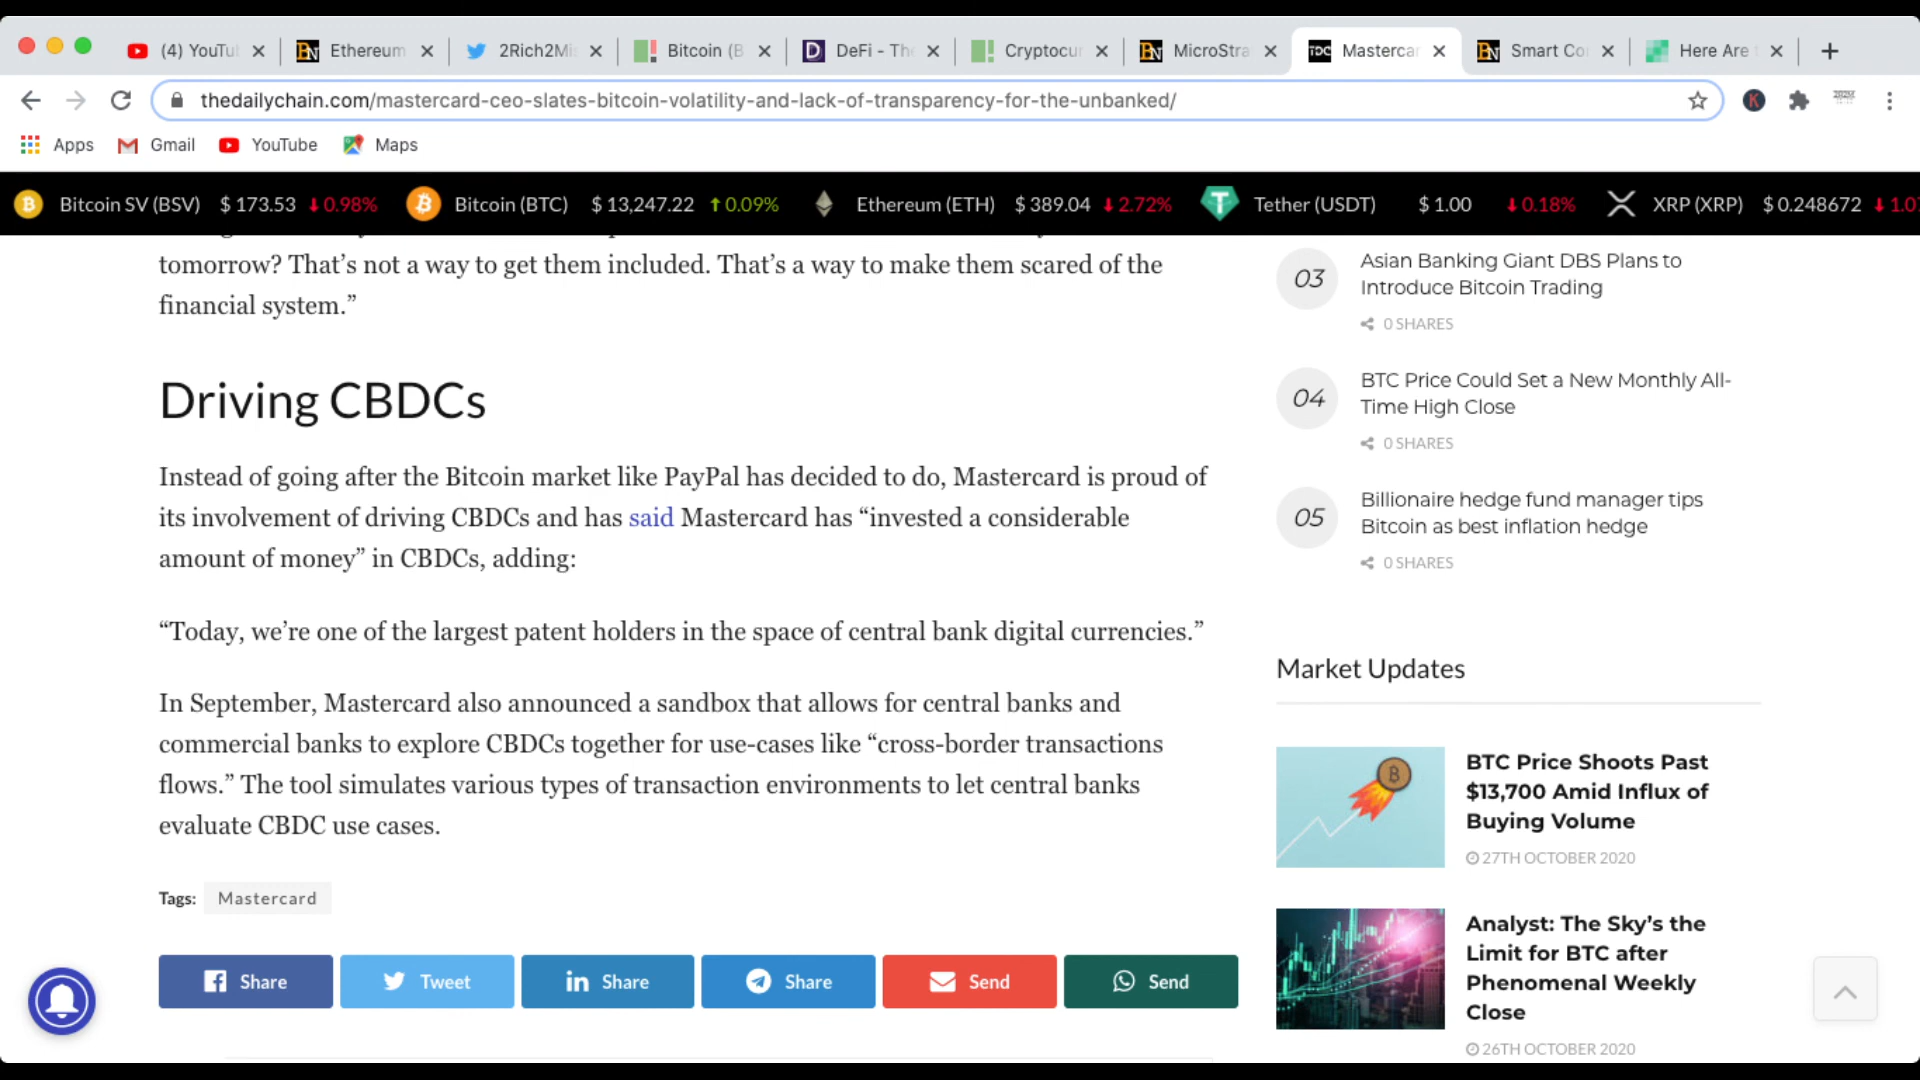 (4) YouTu
Ethereum
2Rich2Mi
Bitcoin (B
DeFi - The
Cryptocur
MicroStra
TDC Mastercar
Smart Co
Here Are
thedailychain.com/mastercard-ceo-slates-bitcoin-volatility-and-lack-of-transparency-for-the-unbanked/
Apps Gmail YouTube Maps
Bitcoin SV (BSV) $ 173.53 0.98% Bitcoin (BTC) $ 13,247.22 0.09% Ethereum (ETH) $ 389.04 2.72% Tether (USDT) $ 1.00 0.18% XRP (XRP) $ 0.248672 1.0
tomorrow? That’s not a way to get them included. That’s a way to make them scared of the
financial system.”
Driving CBDCs
Instead of going after the Bitcoin market like PayPal has decided to do, Mastercard is proud of
its involvement of driving CBDCs and has said Mastercard has “invested a considerable
amount of money” in CBDCs, adding:
“Today, we’re one of the largest patent holders in the space of central bank digital currencies.”
In September, Mastercard also announced a sandbox that allows for central banks and
commercial banks to explore CBDCs together for use-cases like “cross-border transactions
flows.” The tool simulates various types of transaction environments to let central banks
evaluate CBDC use cases.
Tags: Mastercard
Share Tweet Share Share Send Send
03
Asian Banking Giant DBS Plans to
Introduce Bitcoin Trading
0 SHARES
04
BTC Price Could Set a New Monthly All-
Time High Close
0 SHARES
05
Billionaire hedge fund manager tips
Bitcoin as best inflation hedge
0 SHARES
Market Updates
BTC Price Shoots Past
$13,700 Amid Influx of
Buying Volume
27TH OCTOBER 2020
Analyst: The Sky’s the
Limit for BTC after
Phenomenal Weekly
Close
26TH OCTOBER 2020